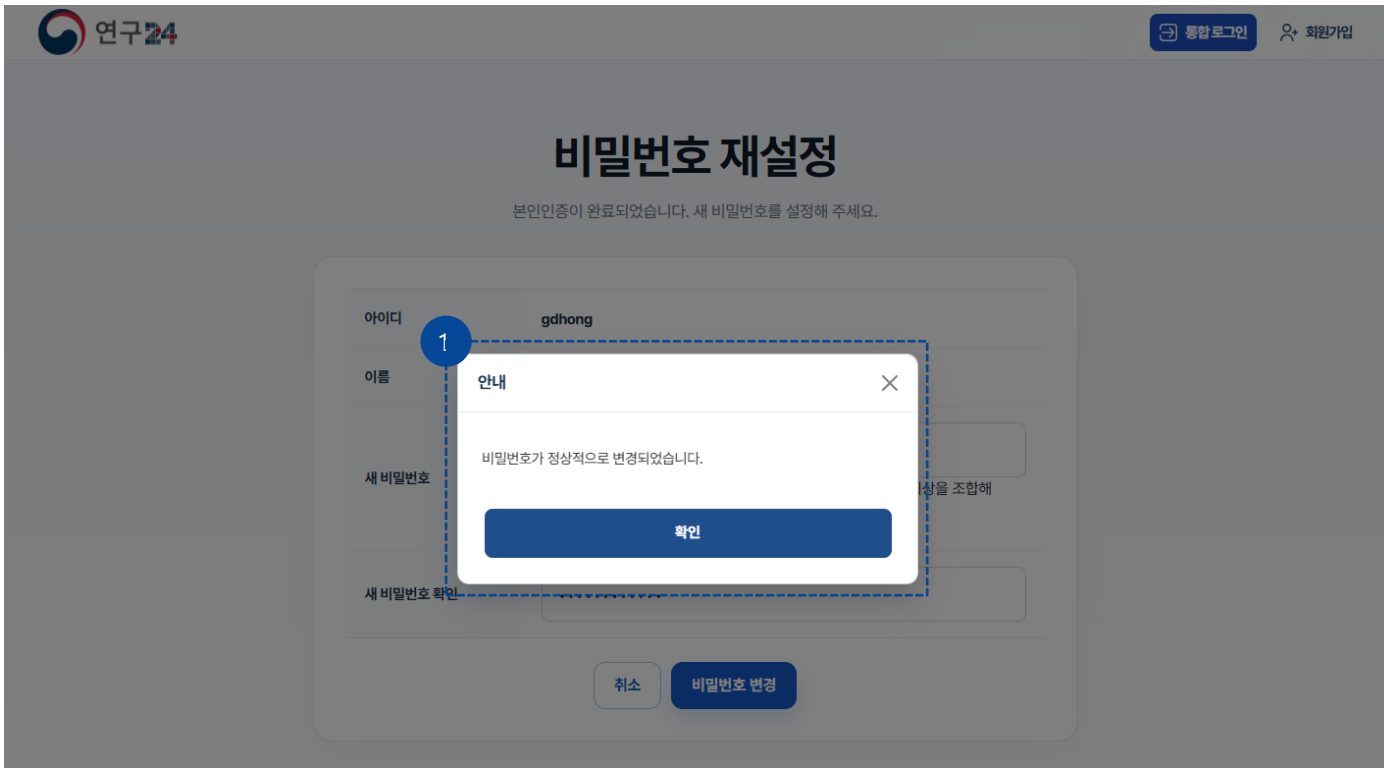 연구24
통합로그인
회원가입
비밀번호 재설정
본인인증이 완료되었습니다. 새 비밀번호를 설정해 주세요.
아이디
gdhong
1
이름
안내
비밀번호가 정상적으로 변경되었습니다.
새 비밀번호
조합해
확인
새 비밀번호 확인
취소
비밀번호 변경